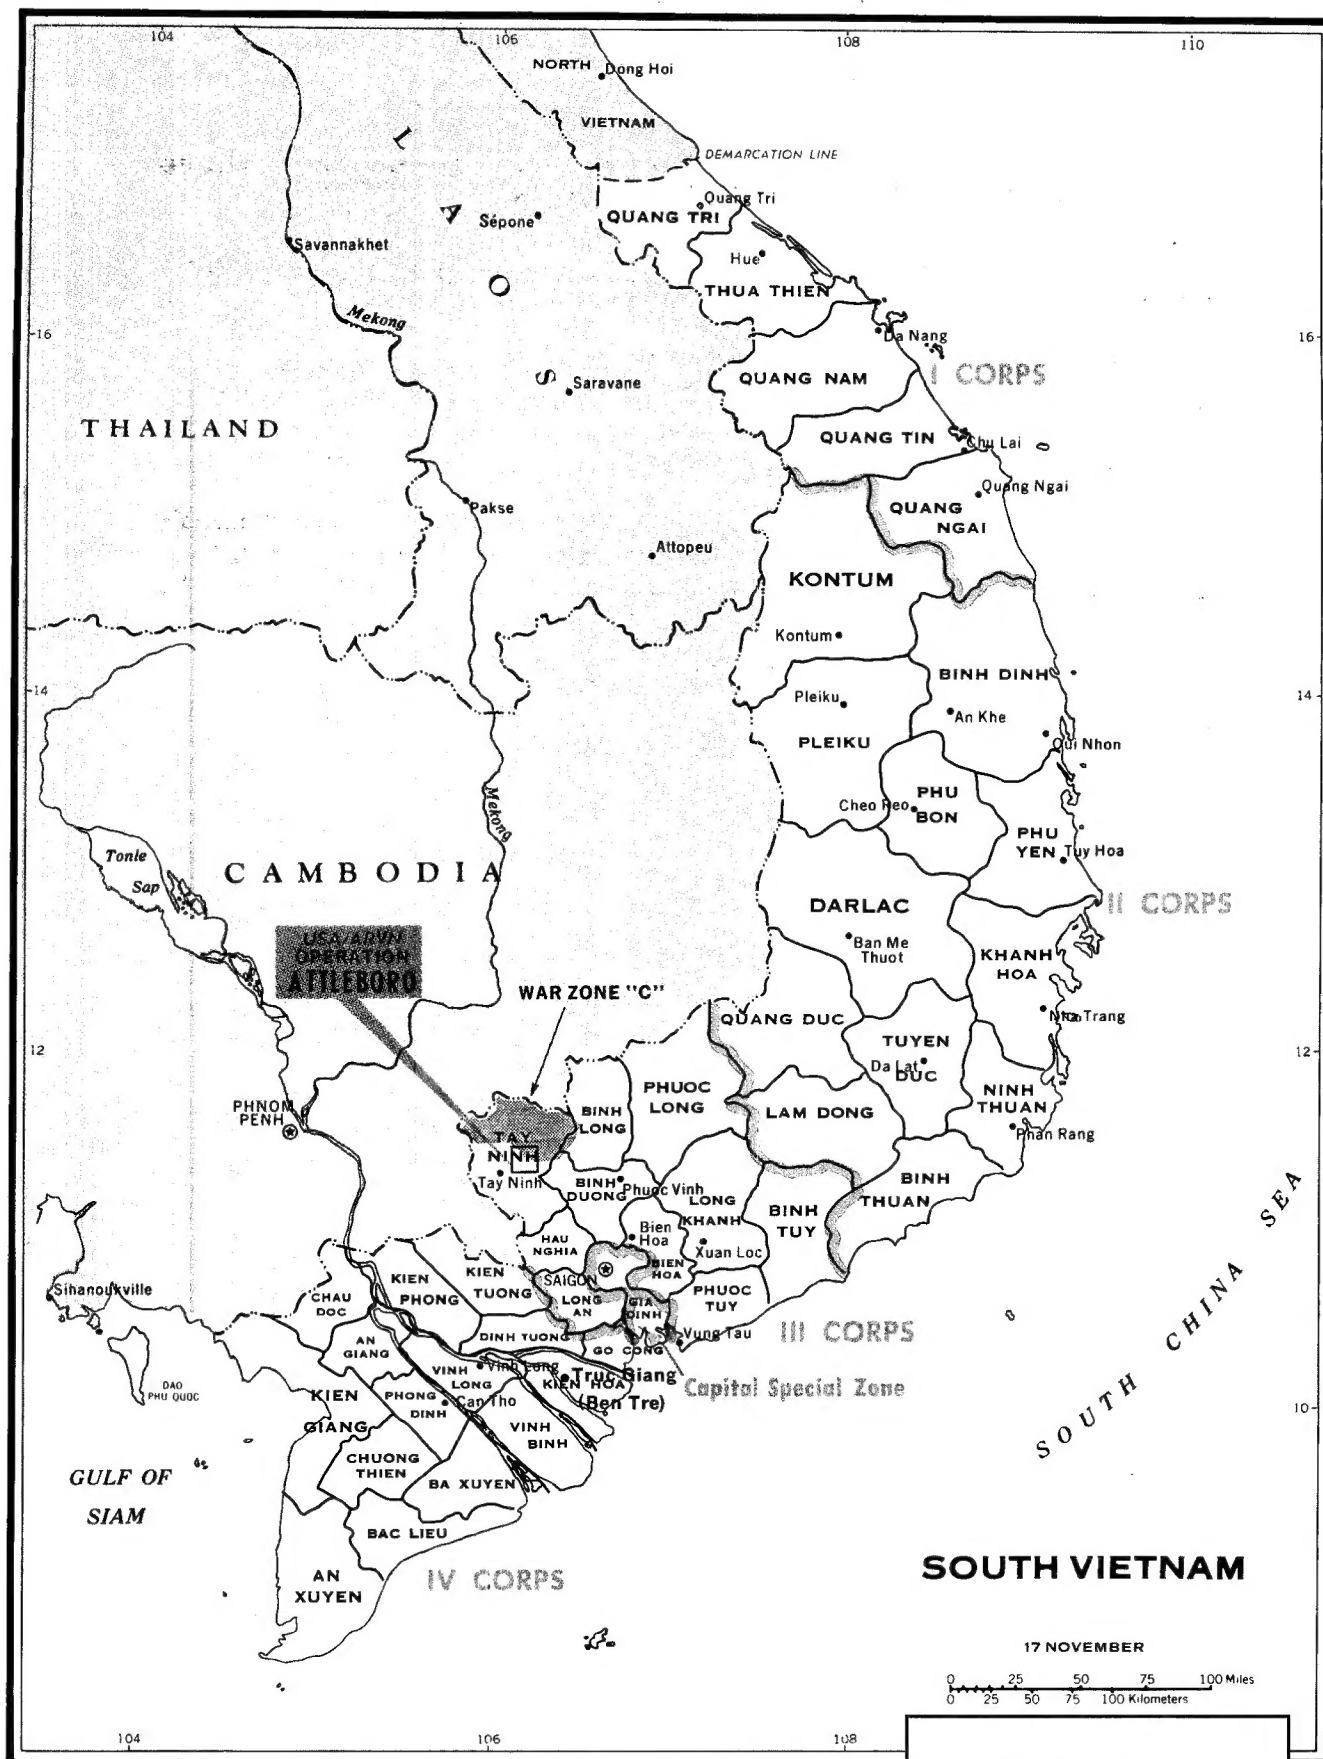 104
106
108
110
NORTH
Dong Hoi
VIETNAM
DEMARCATION LINE
L
A
O
S
Quang Tri
QUANG TRI
Sépone
Savannakhet
Hue
THUA THIEN
Mekong
16
16
Da Nang
I CORPS
QUANG NAM
Saravane
THAILAND
QUANG TIN
Chu Lai
Quang Ngai
QUANG
NGAI
Pakse
Attopeu
KONTUM
Kontum
BINH DINH
14
14
Pleiku
An Khe
PLEIKU
Qui Nhon
Mekong
Cheo Reo
PHU
BON
PHU
YEN
Tuy Hoa
Tonle
Sap
CAMBODIA
DARLAC
II CORPS
Ban Me
Thuot
KHANH
HOA
USA/ARVN
OPERATION
ATTLEBORO
WAR ZONE "C"
QUANG DUC
Nha Trang
12
12
TUYEN
DUC
Da Lat
PHUOC
LONG
NINH
THUAN
PHNOM
PENH
BINH
LONG
LAM DONG
Phan Rang
TAY
NINH
Tay Ninh
BINH
DUONG
Phuoc Vinh
LONG
KHANH
BINH
THUAN
BINH
TUY
HAU
NGHIA
Bien
Hoa
Xuan Loc
BIEN
HOA
SAIGON
Sihanoukville
CHAU
DOC
KIEN
PHONG
KIEN
TUONG
LONG
AN
GIA
DINH
PHUOC
TUY
Vung Tau
III CORPS
DINH TUONG
GO CONG
AN
GIANG
VINH
LONG
Vinh Long
Truc Giang
(Ben Tre)
KIEN HOA
Capital Special Zone
DAO
PHU QUOC
KIEN
GIANG
PHONG
DINH
Can Tho
VINH
BINH
10
CHUONG
THIEN
BA XUYEN
GULF OF
SIAM
BAC LIEU
AN
XUYEN
IV CORPS
SOUTH CHINA SEA
SOUTH VIETNAM
17 NOVEMBER
0 25 50 75 100 Miles
0 25 50 75 100 Kilometers
104
106
108